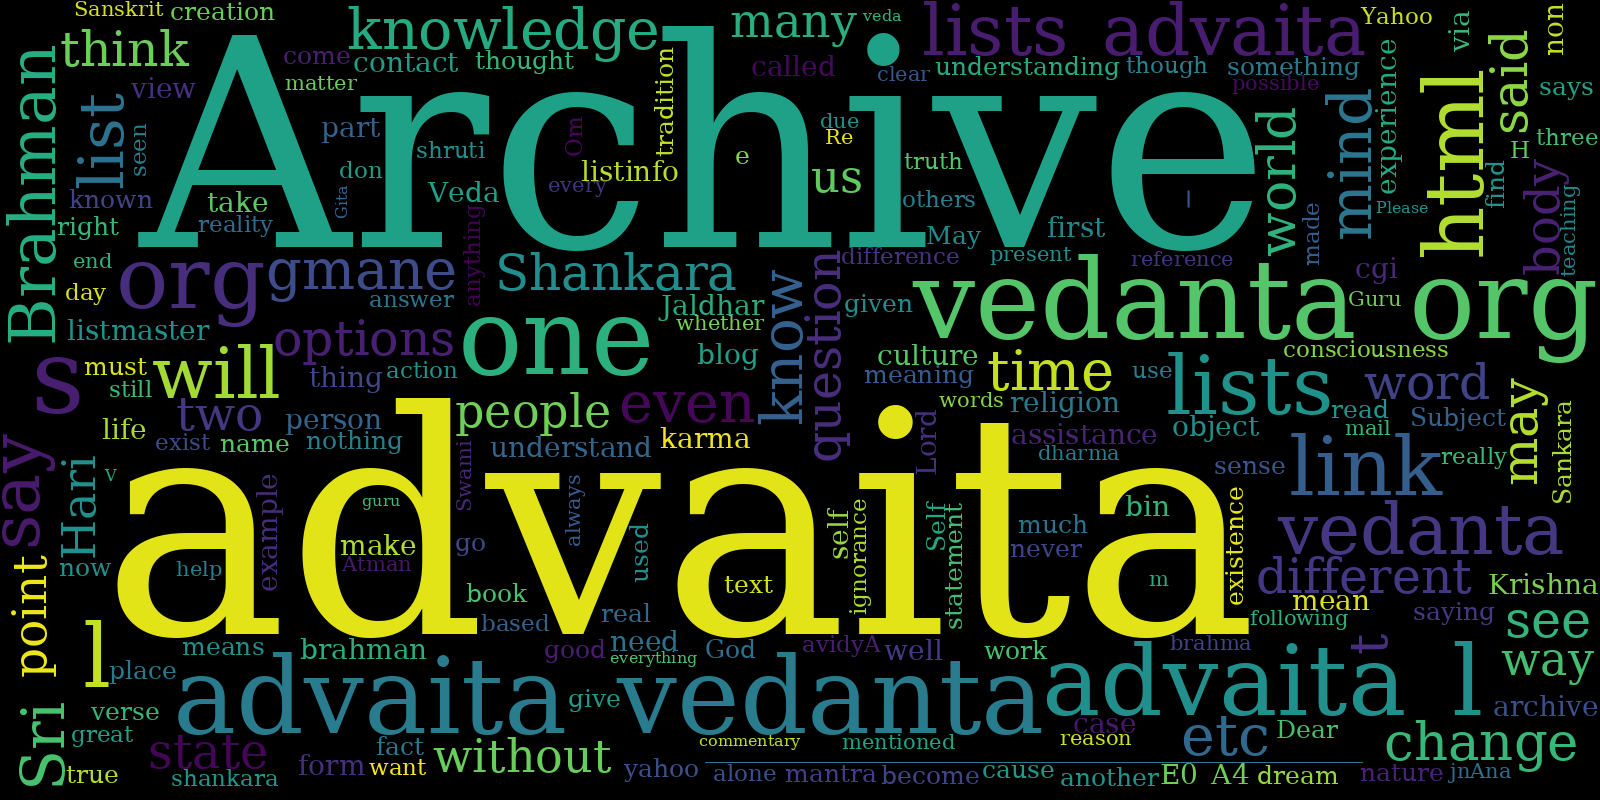 Sanskrit creation knowledge many veda lists advaita Yahoo via non
think come contact thought called clear understanding though something possible says
Brahman list view matter Archive tradition said
seen part shruti don Om listinfo e due Re us truth world mind experience html H three
known take Gita Veda every others I Please find body teaching
right reality anything May first made
end org gmane Shankara difference present reference cgi
day answer Jaldhar know question given vedanta org Guru
listmaster options one whether blog culture consciousness
s must will thing action meaning time use lists word
still two person people even words religion read Subject may Sankara
life exist name nothing understand karma Lord assistance object mail really
say Hari V example guru Swami always dharma sense link
advaita self ignorance Self statement much bin existence vedanta
point now help make Atman go used text never m different Krishna
book based real mean saying following see
l means brahman good need everything God avidyA well work brahma t way
place advaita vedanta give advaita l archive
Sri verse great state fact commentary mentioned case reason etc Dear change
true shankara form want without yahoo alone mantra become cause another E0 A4 dream nature jnAna